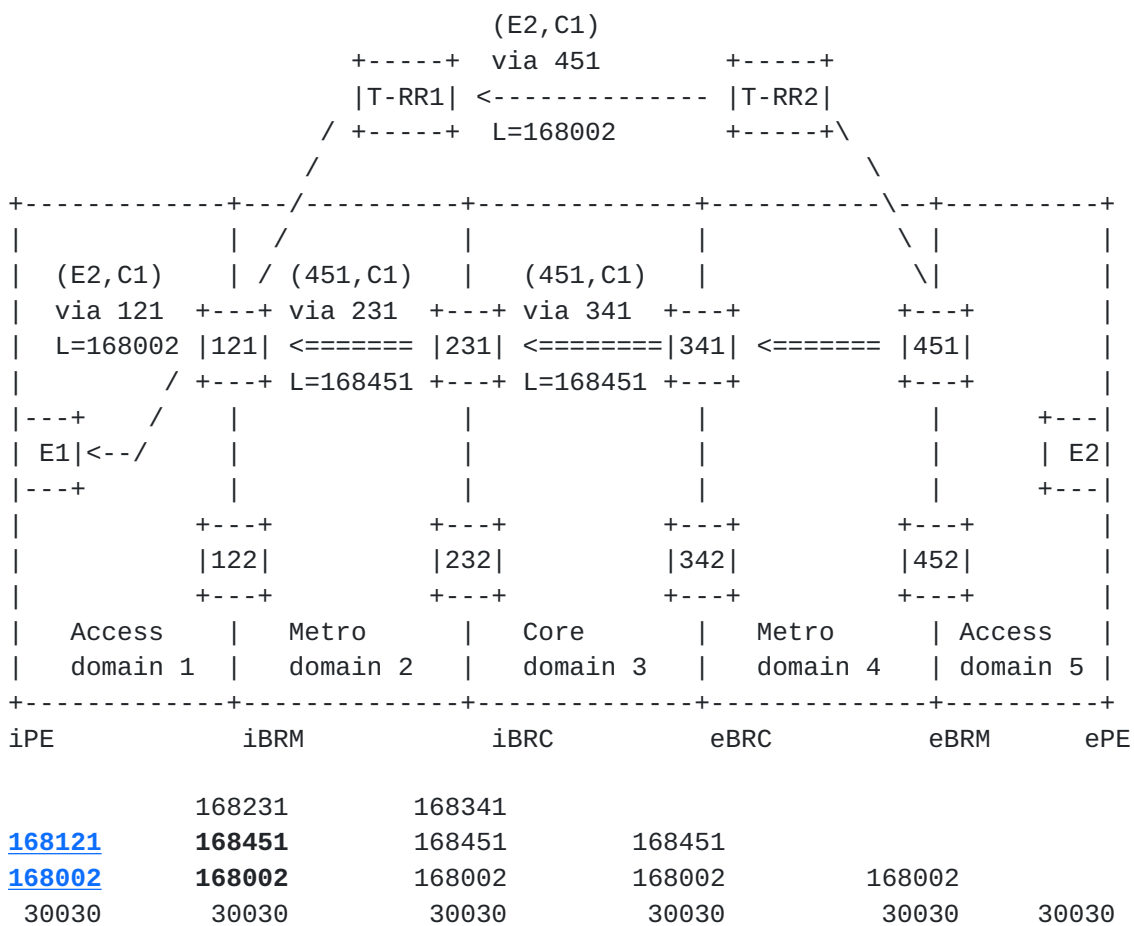 (E2,C1)
+-----+ via 451 +-----+
|T-RR1| <-------------- |T-RR2|
/ +-----+ L=168002 +-----+\
/ \
+-------------+---/----------+--------------+-----------\--+----------+
| | / | | \ | |
| (E2,C1) | / (451,C1) | (451,C1) | \| |
| via 121 +---+ via 231 +---+ via 341 +---+ +---+ |
| L=168002 |121| <======= |231| <========|341| <======= |451| |
| / +---+ L=168451 +---+ L=168451 +---+ +---+ |
|---+ / | | | | +---|
| E1|<--/ | | | | | E2|
|---+ | | | | +---|
| +---+ +---+ +---+ +---+ |
| |122| |232| |342| |452| |
| +---+ +---+ +---+ +---+ |
| Access | Metro | Core | Metro | Access |
| domain 1 | domain 2 | domain 3 | domain 4 | domain 5 |
+-------------+--------------+--------------+--------------+----------+
iPE iBRM iBRC eBRC eBRM ePE
168231 168341
168121 168451 168451 168451
168002 168002 168002 168002 168002
30030 30030 30030 30030 30030 30030